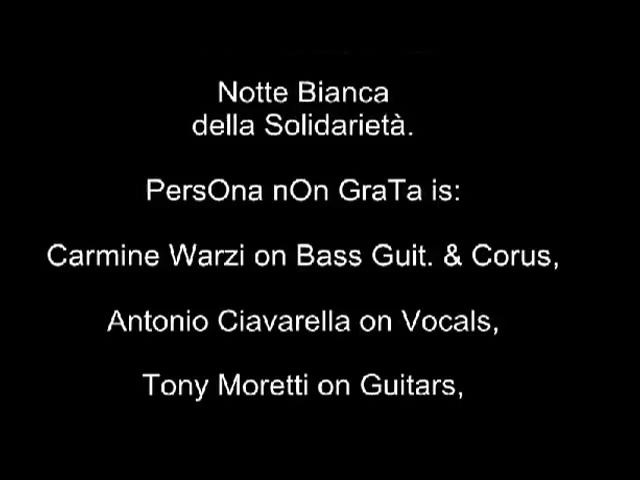 Notte Bianca
della Solidarietà.
PersOna nOn GraTa is:
Carmine Warzi on Bass Guit. & Corus,
Antonio Ciavarella on Vocals,
Tony Moretti on Guitars,